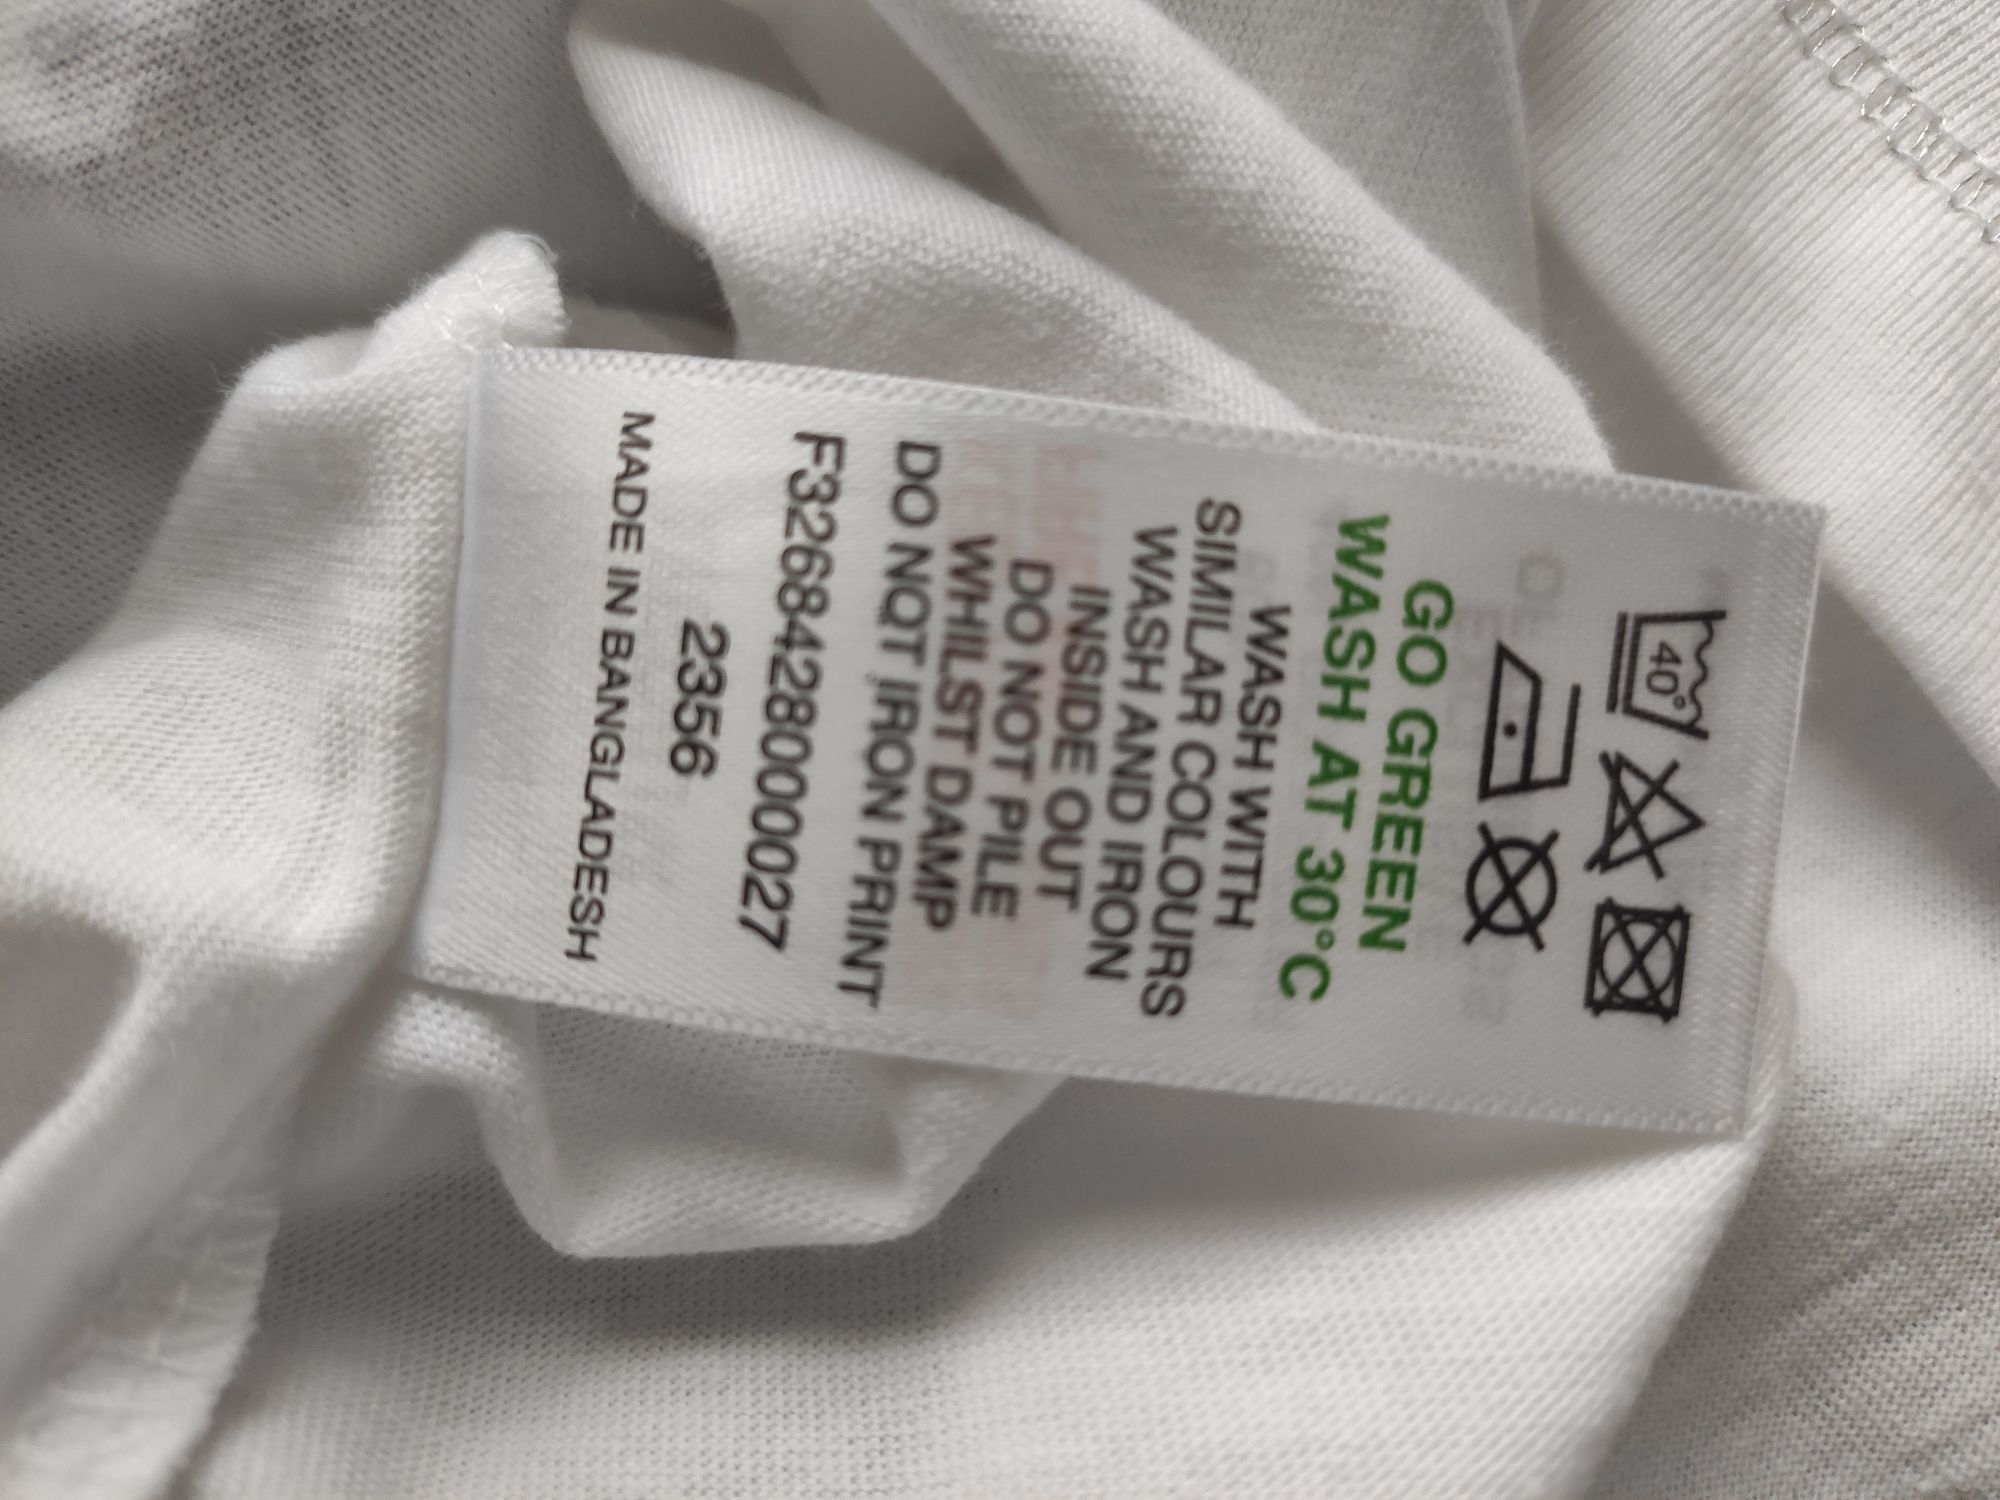 40°
GO GREEN
WASH AT 30°C
WASH WITH
SIMILAR COLOURS
WASH AND IRON
INSIDE OUT
DO NOT PILE
WHILST DAMP
DO NOT IRON PRINT
F32684280000027
2356
MADE IN BANGLADESH